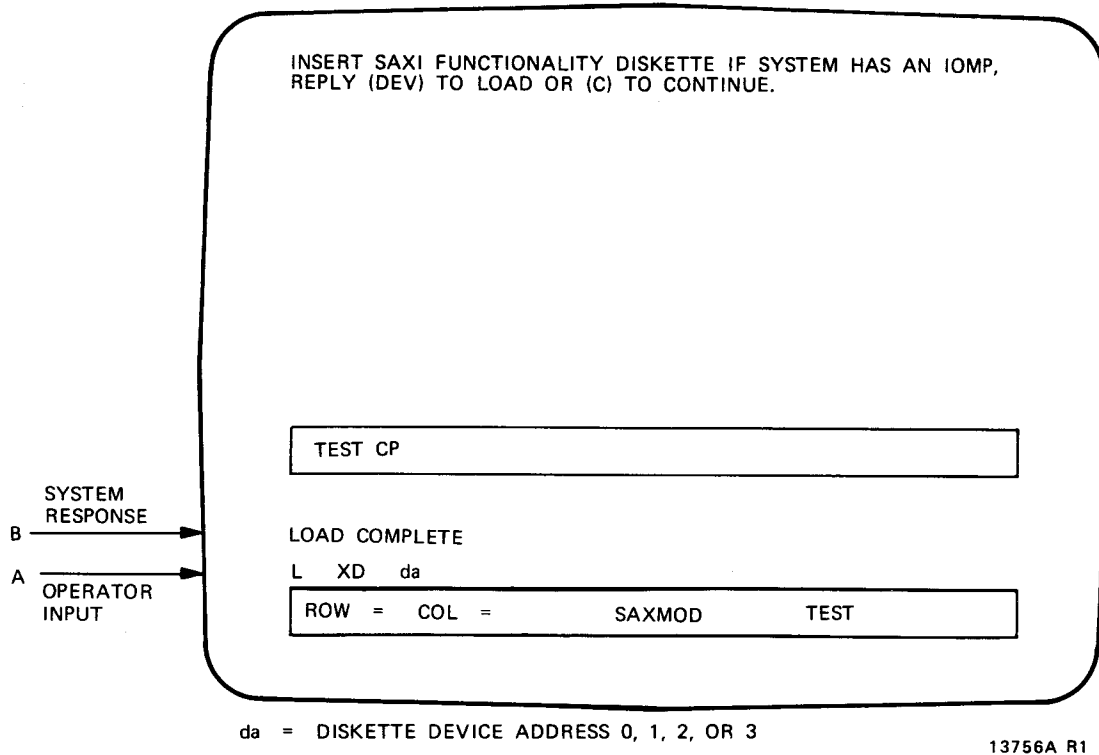 INSERT SAXI FUNCTIONALITY DISKETTE IF SYSTEM HAS AN IOMP,
REPLY (DEV) TO LOAD OR (C) TO CONTINUE.
TEST CP
SYSTEM
RESPONSE
B
LOAD COMPLETE
A
OPERATOR
INPUT
L XD da
ROW = COL = SAXMOD TEST
da = DISKETTE DEVICE ADDRESS 0, 1, 2, OR 3
13756A R1